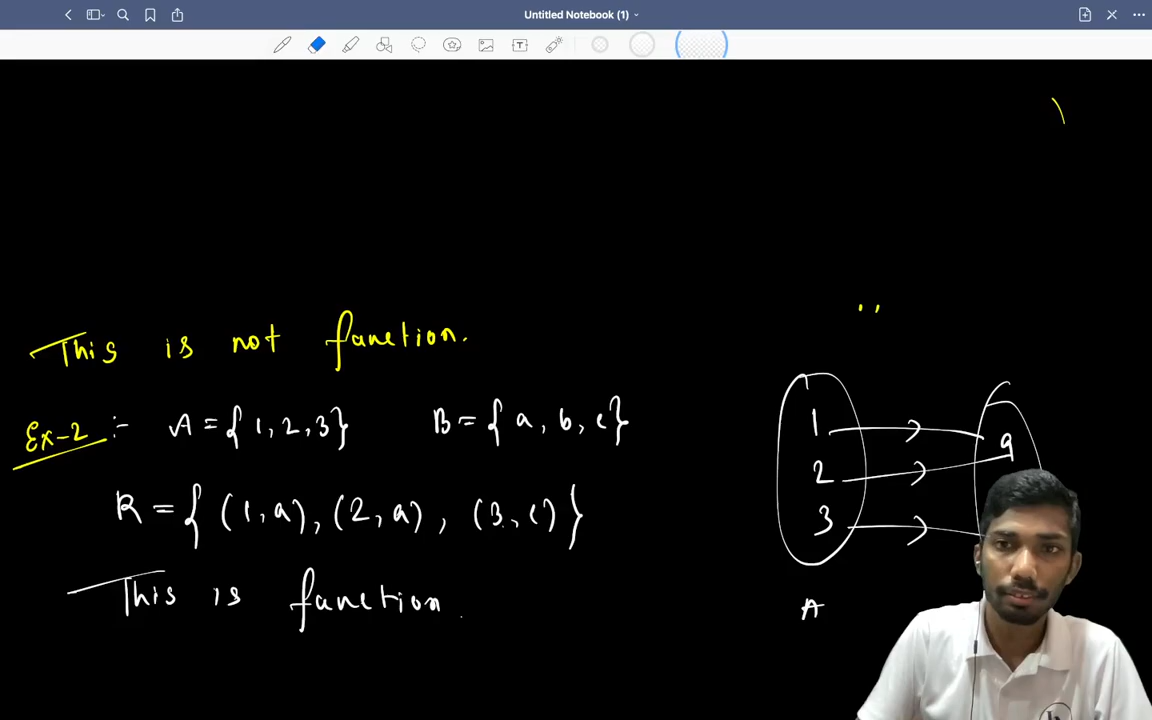 Untitled Notebook (1)
This is not function.
Ex-2 :- A = {1, 2, 3} B = {a, b, c}
R = {(1, a), (2, a), (3, c)}
This is function.
1
2
3
a
A